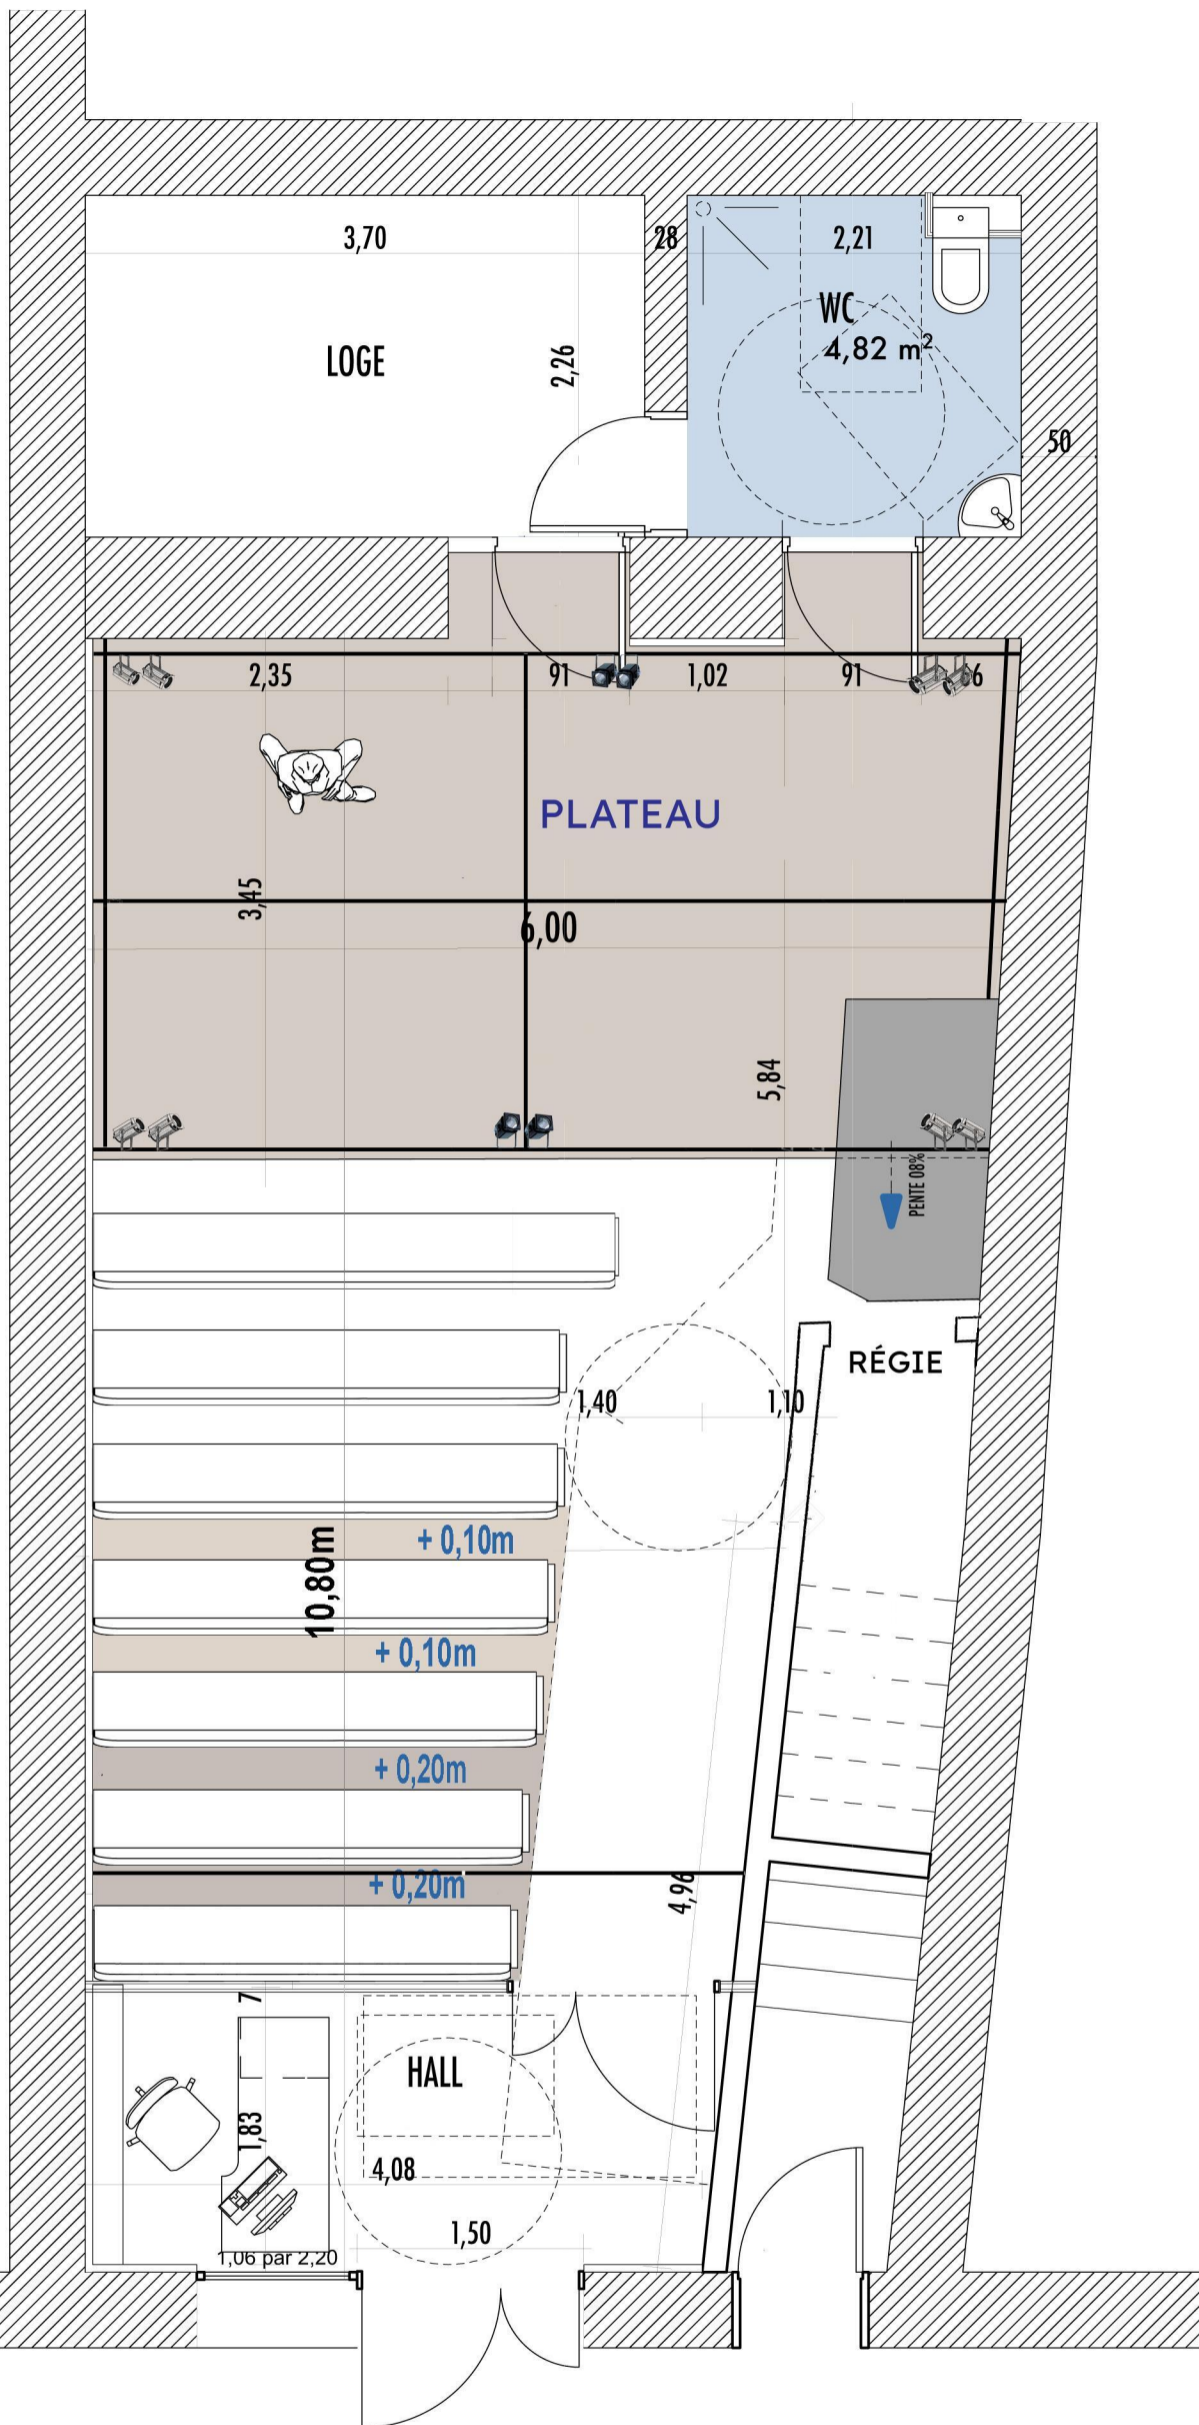 3,70
28
2,21
WC
4,82 m²
LOGE
2,26
50
2,35
91
1,02
91
6
PLATEAU
3,45
6,00
5,84
PENTE 08%
RÉGIE
1,40
1,10
+ 0,10m
10,80m
+ 0,10m
+ 0,20m
+ 0,20m
4,96
7
HALL
1,83
4,08
1,50
1,06 par 2,20